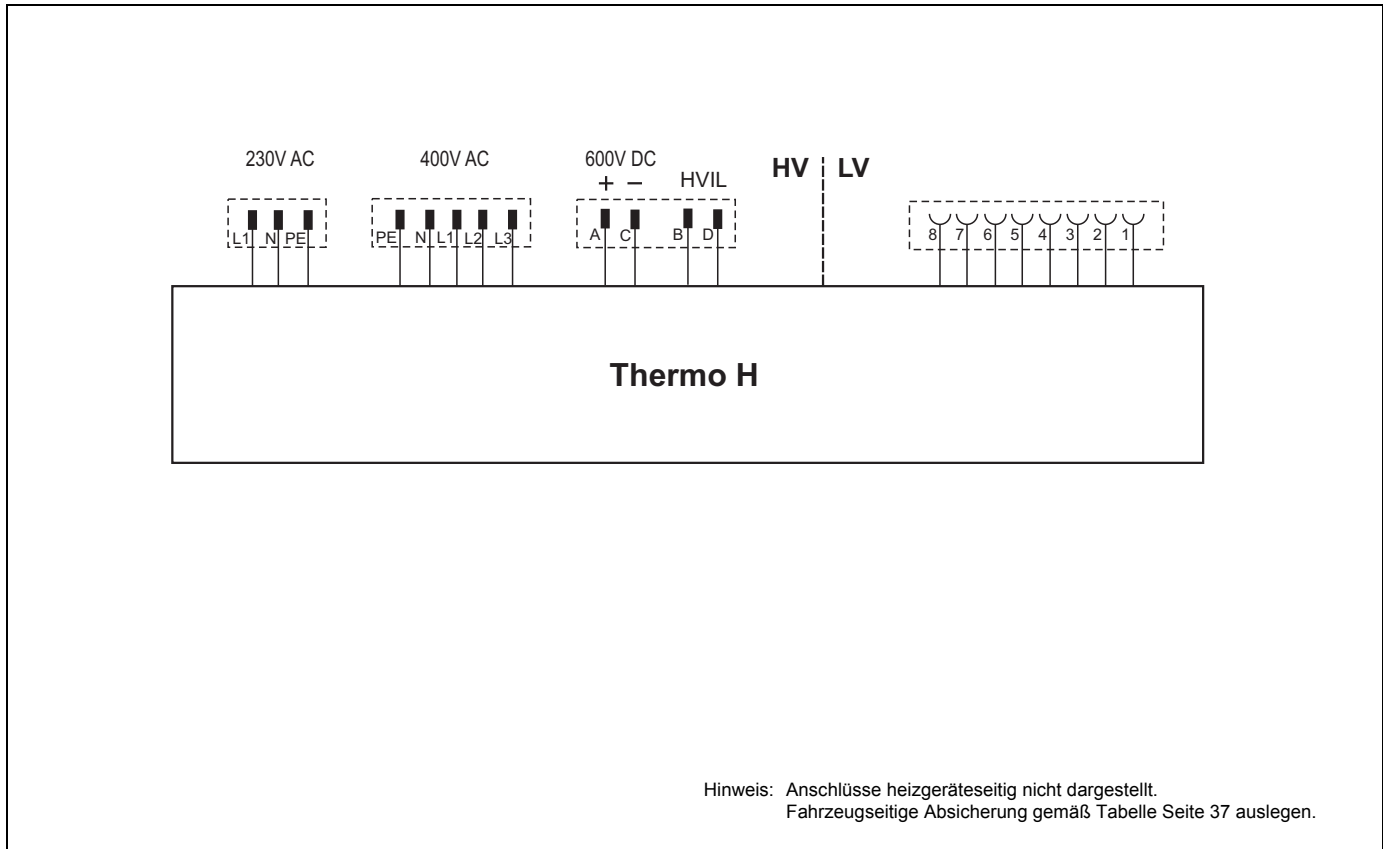 230V AC 400V AC 600V DC HV LV
+ − HVIL
L1 N PE PE N L1 L2 L3 A C B D 8 7 6 5 4 3 2 1
Thermo H
Hinweis: Anschlüsse heizgeräteseitig nicht dargestellt.
Fahrzeugseitige Absicherung gemäß Tabelle Seite 37 auslegen.